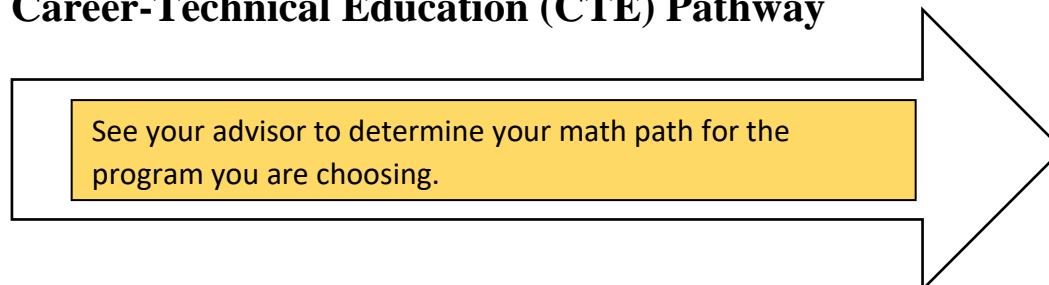 Career-Technical Education (CTE) Pathway
See your advisor to determine your math path for the
program you are choosing.